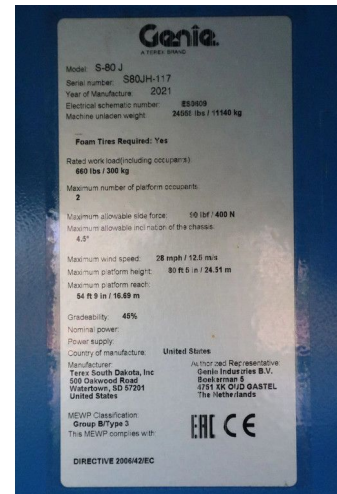 Genie
A TEREX BRAND
Model: S-80 J
Serial number: S80JH-117
Year of Manufacture: 2021
Electrical schematic number: ES0609
Machine unladen weight: 24561 lbs / 11140 kg
Foam Tires Required: Yes
Rated work load(including occupants):
660 lbs / 300 kg
Maximum number of platform occupants:
2
Maximum allowable side force: 90 lbf / 400 N
Maximum allowable inclination of the chassis:
4.5°
Maximum wind speed: 28 mph / 12.5 m/s
Maximum platform height: 80 ft 5 in / 24.51 m
Maximum platform reach:
54 ft 9 in / 16.69 m
Gradeability: 45%
Nominal power:
Power supply:
Country of manufacture: United States
Manufacturer: Authorized Representative:
Terex South Dakota, Inc Genie Industries B.V.
500 Oakwood Road Boekerman 5
Watertown, SD 57201 4751 XK OUD GASTEL
United States The Netherlands
MEWP Classification:
Group B/Type 3
This MEWP complies with:
EAC CE
DIRECTIVE 2006/42/EC